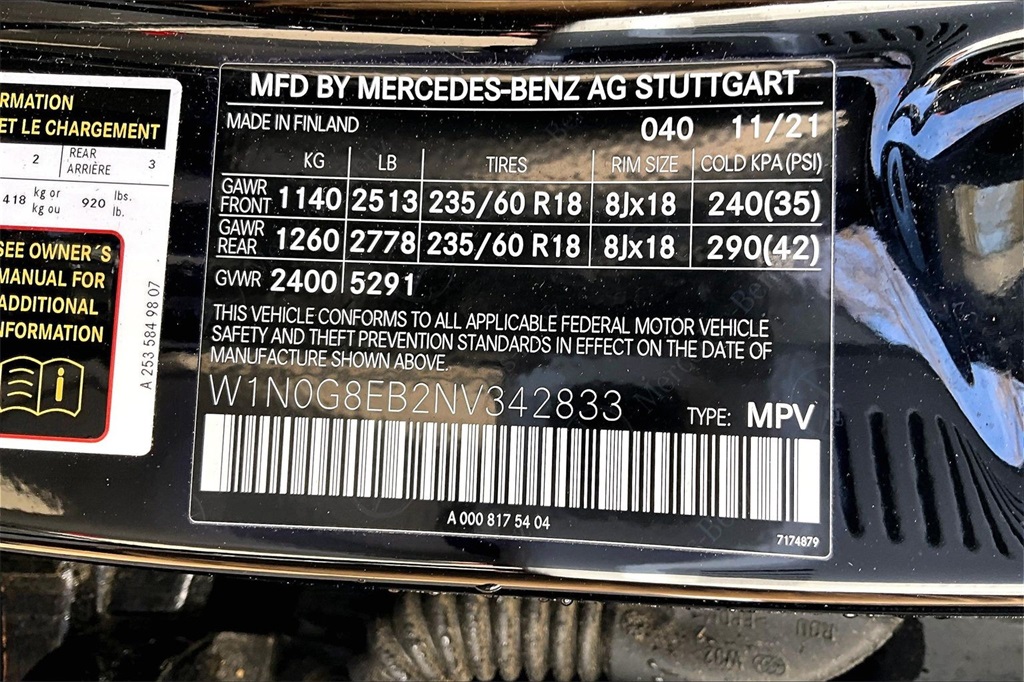 RMATION
ET LE CHARGEMENT
2 REAR ARRIÈRE 3
418 kg or kg ou 920 lbs. lb.
SEE OWNER´S
MANUAL FOR
ADDITIONAL
INFORMATION
A 253 584 98 07
MFD BY MERCEDES-BENZ AG STUTTGART
MADE IN FINLAND 040 11/21
KG LB TIRES RIM SIZE COLD KPA(PSI)
GAWR FRONT 1140 2513 235/60 R18 8Jx18 240(35)
GAWR REAR 1260 2778 235/60 R18 8Jx18 290(42)
GVWR 2400 5291
THIS VEHICLE CONFORMS TO ALL APPLICABLE FEDERAL MOTOR VEHICLE
SAFETY AND THEFT PREVENTION STANDARDS IN EFFECT ON THE DATE OF
MANUFACTURE SHOWN ABOVE.
W1N0G8EB2NV342833 TYPE: MPV
A 000 817 54 04
7174879